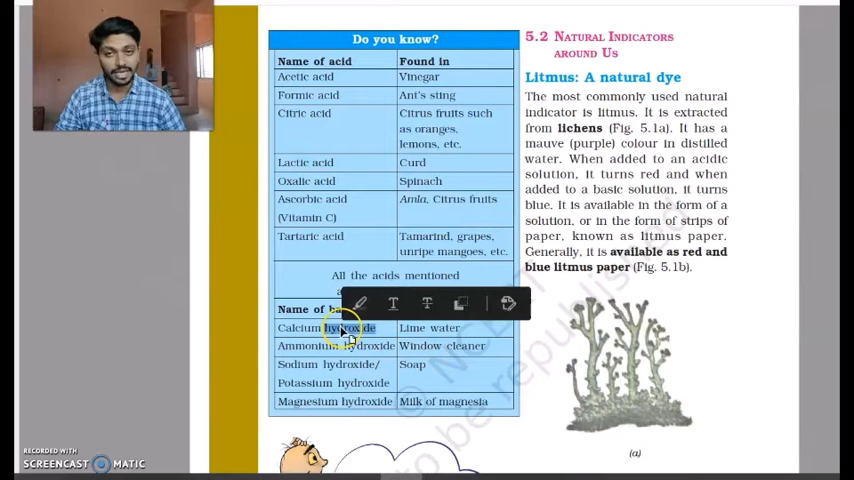 Do you know?
Name of acid Found in
Acetic acid Vinegar
Formic acid Ant's sting
Citric acid Citrus fruits such
as oranges,
lemons, etc.
Lactic acid Curd
Oxalic acid Spinach
Ascorbic acid Amla, Citrus fruits
(Vitamin C)
Tartaric acid Tamarind, grapes,
unripe mangoes, etc.
All the acids mentioned
Name of
Calcium hydroxide Lime water
Ammonium hydroxide Window cleaner
Sodium hydroxide/ Soap
Potassium hydroxide
Magnesium hydroxide Milk of magnesia
5.2 NATURAL INDICATORS
AROUND US
Litmus: A natural dye
The most commonly used natural
indicator is litmus. It is extracted
from lichens (Fig. 5.1a). It has a
mauve (purple) colour in distilled
water. When added to an acidic
solution, it turns red and when
added to a basic solution, it turns
blue. It is available in the form of a
solution, or in the form of strips of
paper, known as litmus paper.
Generally, it is available as red and
blue litmus paper (Fig. 5.1b).
(a)
© NCERT
be republished
RECORDED WITH
SCREENCAST MATIC